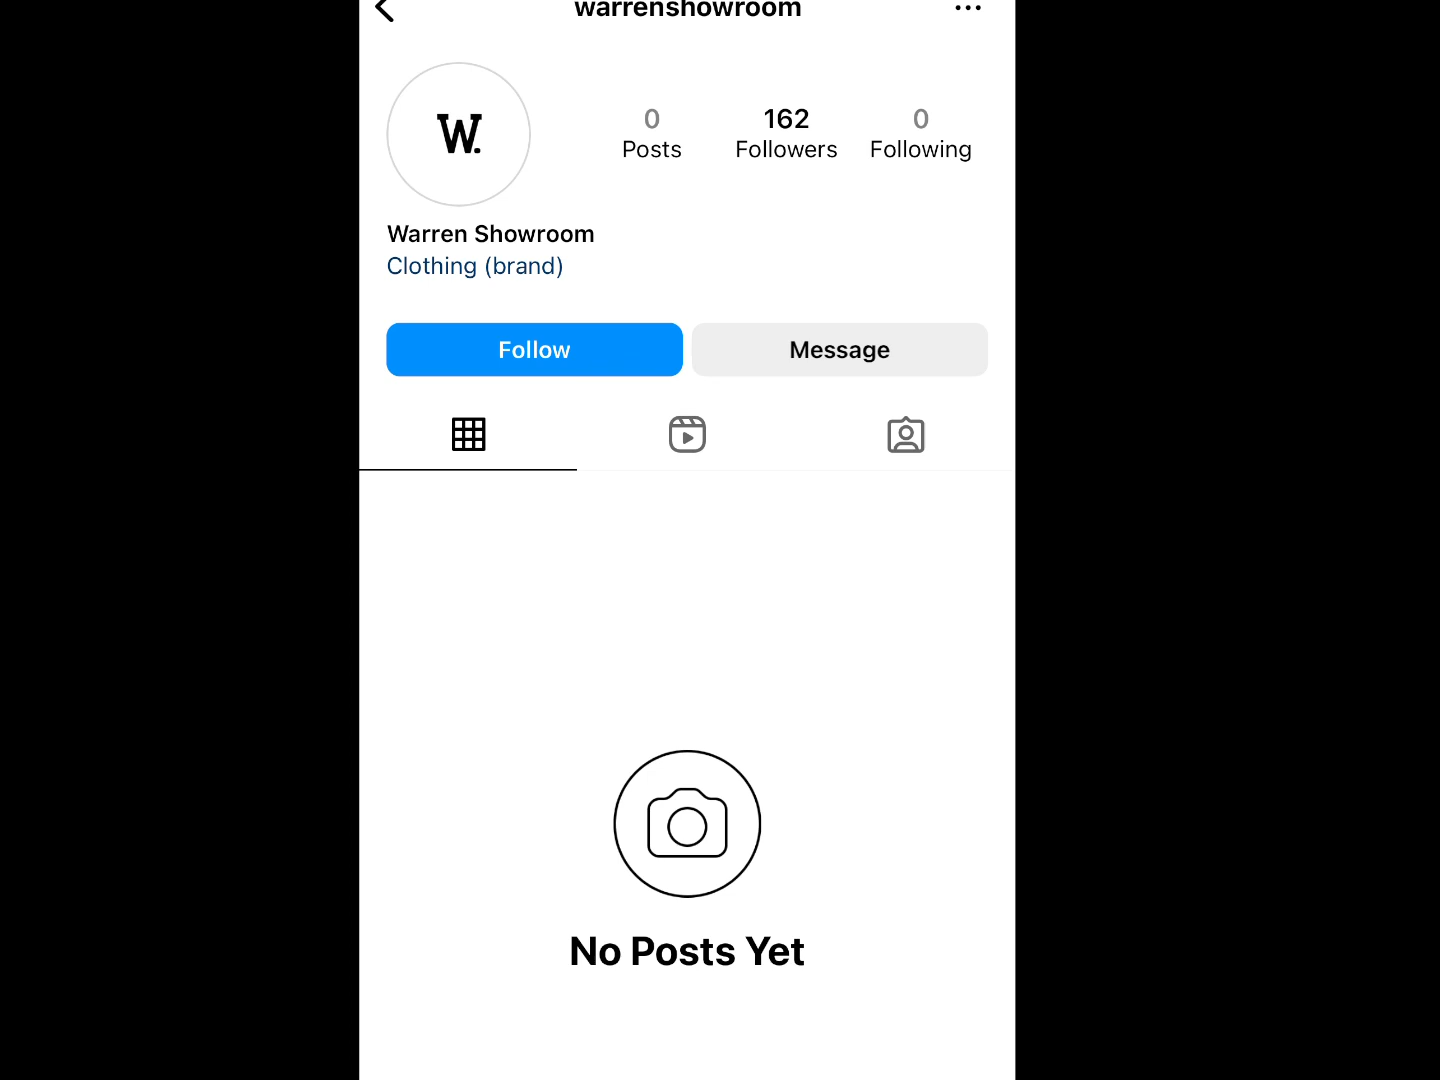 warrenshowroom
W.
0 162 0
Posts Followers Following
Warren Showroom
Clothing (brand)
Follow Message
No Posts Yet